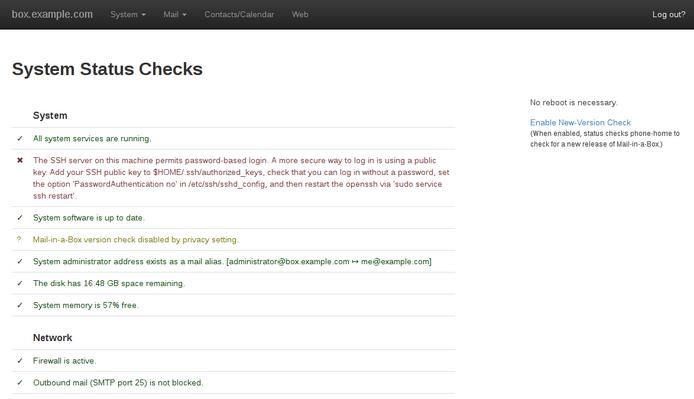 box.example.com System Mail Contacts/Calendar Web Log out?
System Status Checks
System
✓ All system services are running.
✖ The SSH server on this machine permits password-based login. A more secure way to log in is using a public
key. Add your SSH public key to $HOME/.ssh/authorized_keys, check that you can log in without a password, set
the option 'PasswordAuthentication no' in /etc/ssh/sshd_config, and then restart the openssh via 'sudo service
ssh restart'.
✓ System software is up to date.
? Mail-in-a-Box version check disabled by privacy setting.
✓ System administrator address exists as a mail alias. [administrator@box.example.com ↦ me@example.com]
✓ The disk has 16.48 GB space remaining.
✓ System memory is 57% free.
Network
✓ Firewall is active.
✓ Outbound mail (SMTP port 25) is not blocked.
No reboot is necessary.
Enable New-Version Check
(When enabled, status checks phone-home to
check for a new release of Mail-in-a-Box.)